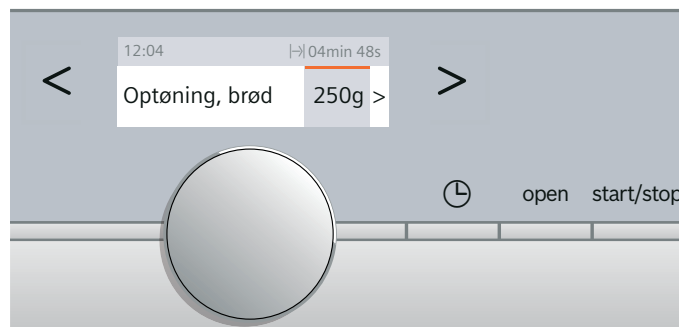 12:04 |→| 04min 48s
< Optøning, brød 250g > >
open start/stop